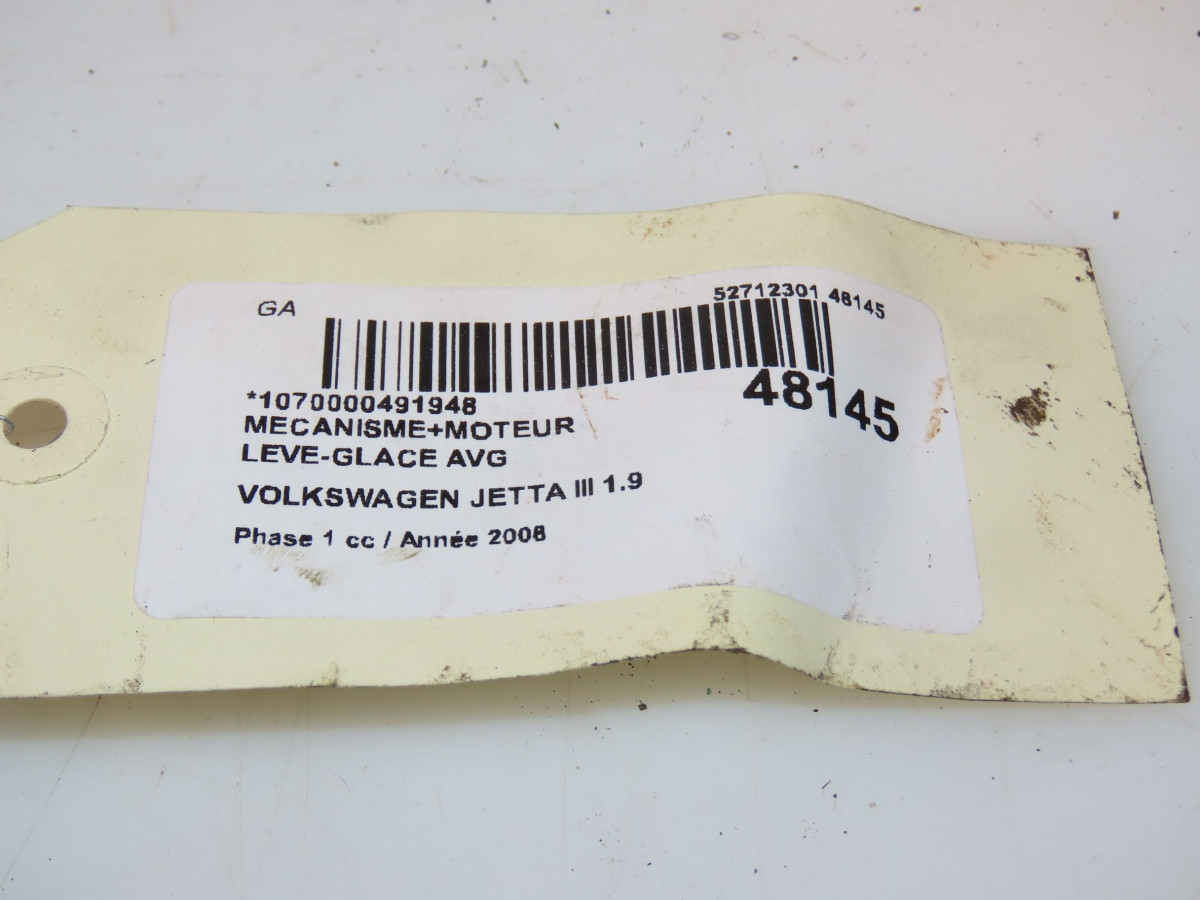 GA
52712301 48145
*1070000491948
48145
MECANISME+MOTEUR
LEVE-GLACE AVG
VOLKSWAGEN JETTA III 1.9
Phase 1 cc / Année 2008